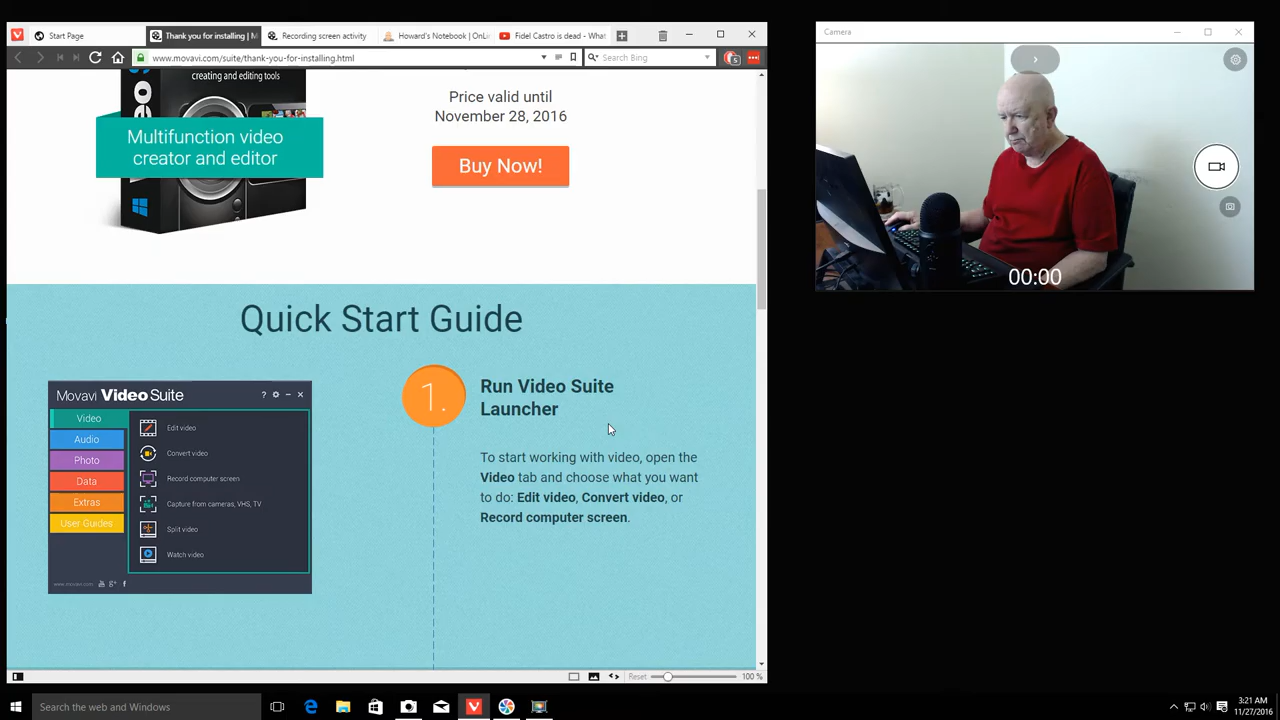 Start Page
Thank you for installing | M
Recording screen activity
Howard's Notebook | OnLi
Fidel Castro is dead - What
www.movavi.com/suite/thank-you-for-installing.html
Search Bing
5
creating and editing tools
Multifunction video
creator and editor
Price valid until
November 28, 2016
Buy Now!
Quick Start Guide
Movavi Video Suite
?
Video
Audio
Photo
Data
Extras
User Guides
Edit video
Convert video
Record computer screen
Capture from cameras, VHS, TV
Split video
Watch video
www.movavi.com
1.
Run Video Suite
Launcher
To start working with video, open the
Video tab and choose what you want
to do: Edit video, Convert video, or
Record computer screen.
Reset
100 %
Camera
00:00
Search the web and Windows
3:21 AM
11/27/2016